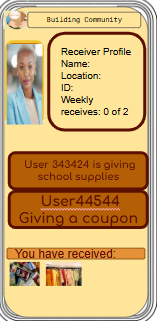 Building Community
Receiver Profile
Name:
Location:
ID:
Weekly
receives: 0 of 2
User 343424 is giving
school supplies
User44544
Giving a coupon
You have received: